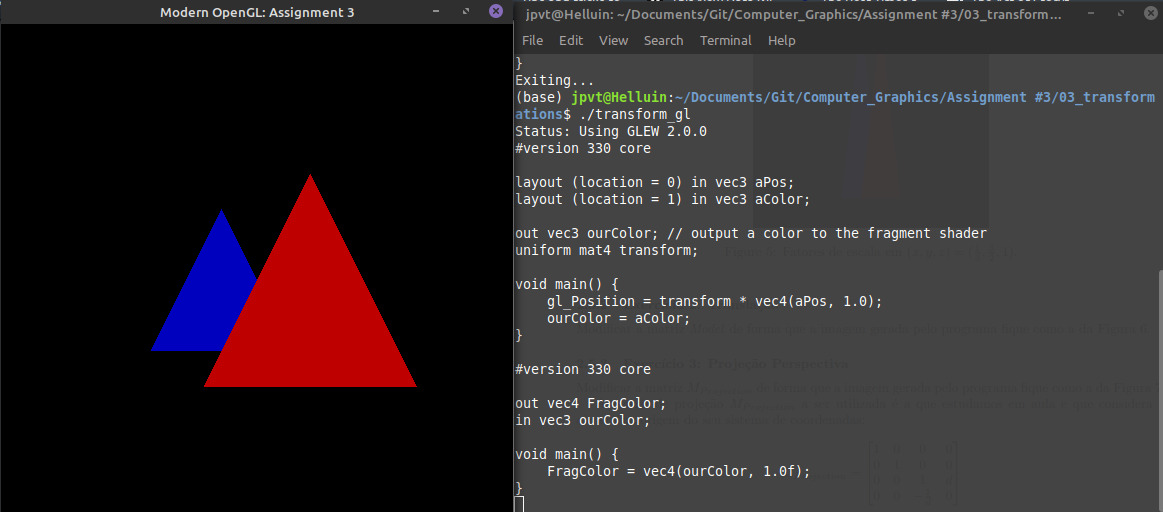 Modern OpenGL: Assignment 3
jpvt@Helluin: ~/Documents/Git/Computer_Graphics/Assignment #3/03_transform…
File Edit View Search Terminal Help
}
Exiting...
(base) jpvt@Helluin:~/Documents/Git/Computer_Graphics/Assignment #3/03_transform
ations$ ./transform_gl
Status: Using GLEW 2.0.0
#version 330 core
layout (location = 0) in vec3 aPos;
layout (location = 1) in vec3 aColor;
out vec3 ourColor; // output a color to the fragment shader
uniform mat4 transform;
void main() {
gl_Position = transform * vec4(aPos, 1.0);
ourColor = aColor;
}
#version 330 core
out vec4 FragColor;
in vec3 ourColor;
void main() {
FragColor = vec4(ourColor, 1.0f);
}